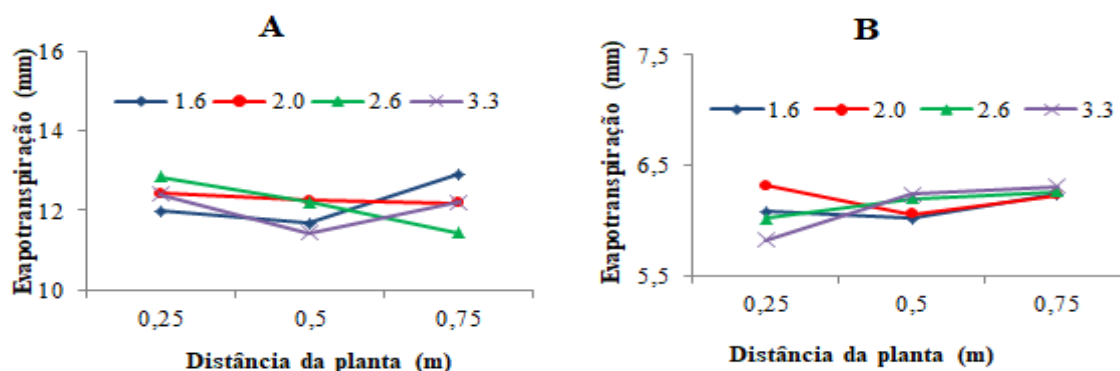 A
Evapotranspiração (mm)
16
14
12
10
1.6 2.0 2.6 3.3
0,25 0,5 0,75
Distância da planta (m)
B
Evapotranspiração (mm)
7,5
6,5
5,5
1.6 2.0 2.6 3.3
0,25 0,5 0,75
Distância da planta (m)